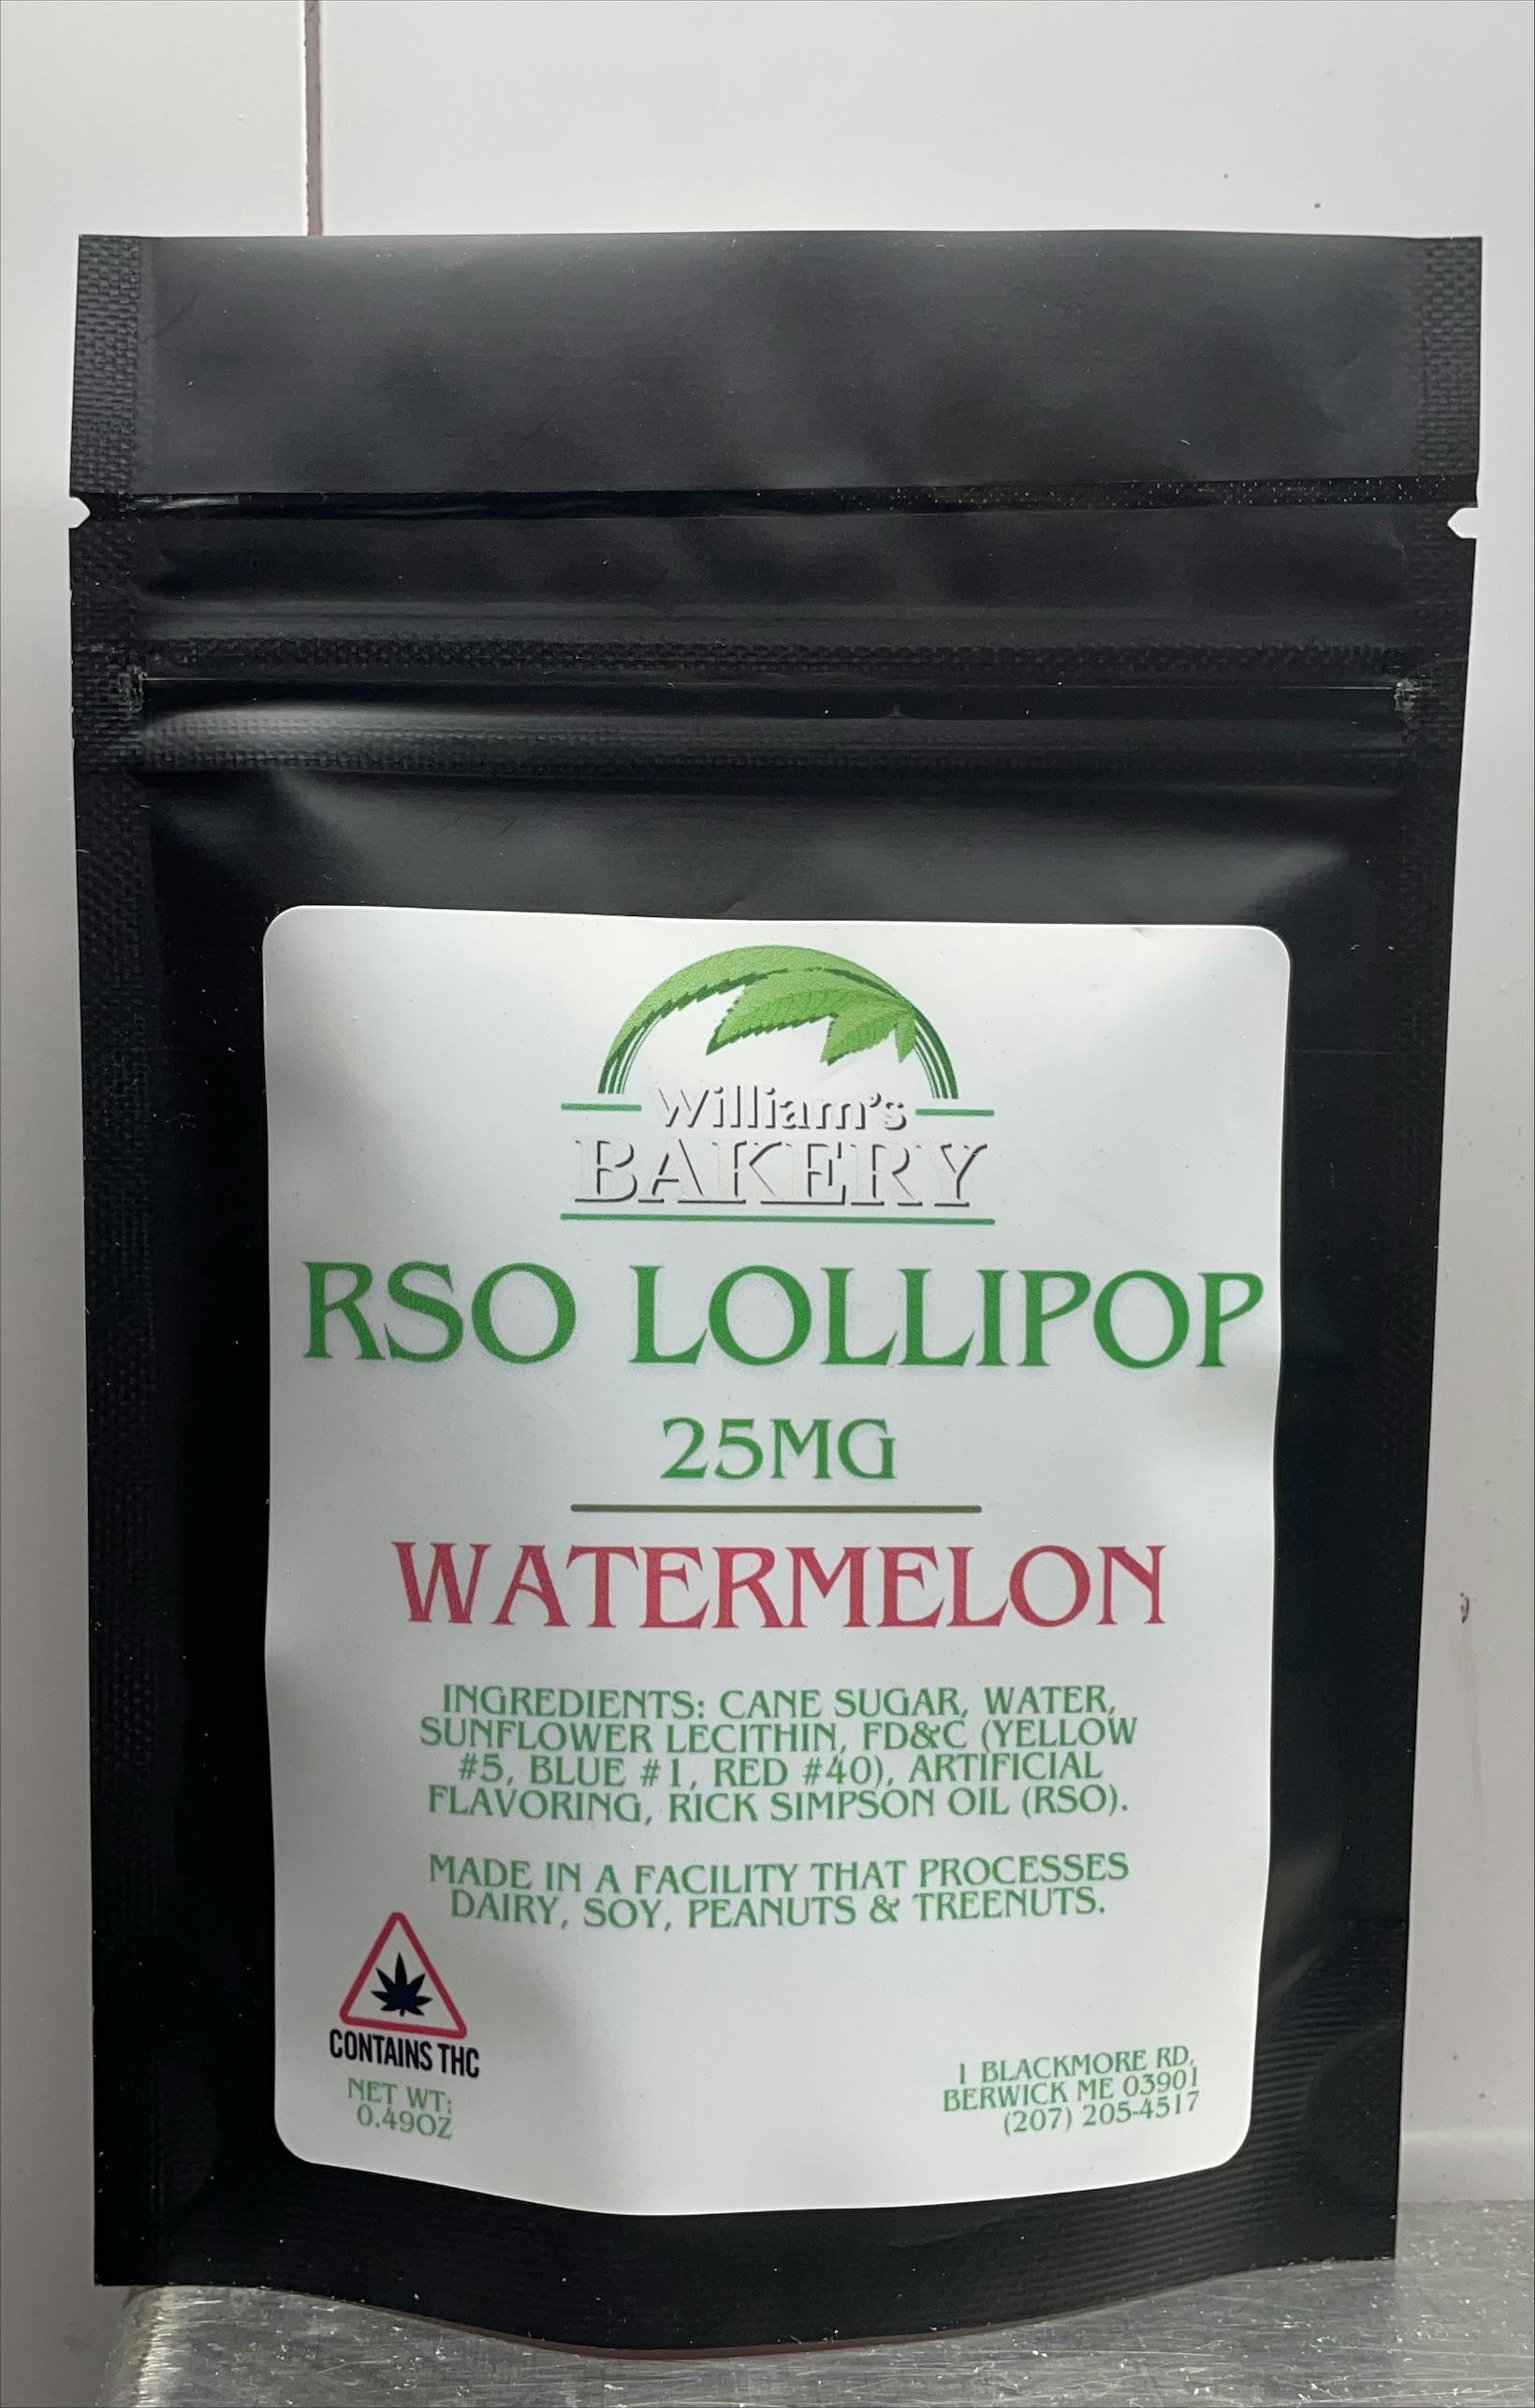 William's
BAKERY
RSO LOLLIPOP
25MG
WATERMELON
INGREDIENTS: CANE SUGAR, WATER,
SUNFLOWER LECITHIN, FD&C (YELLOW
#5, BLUE #1, RED #40), ARTIFICIAL
FLAVORING, RICK SIMPSON OIL (RSO).
MADE IN A FACILITY THAT PROCESSES
DAIRY, SOY, PEANUTS & TREENUTS.
CONTAINS THC
NET WT:
0.49OZ
1 BLACKMORE RD,
BERWICK ME 03901
(207) 205-4517